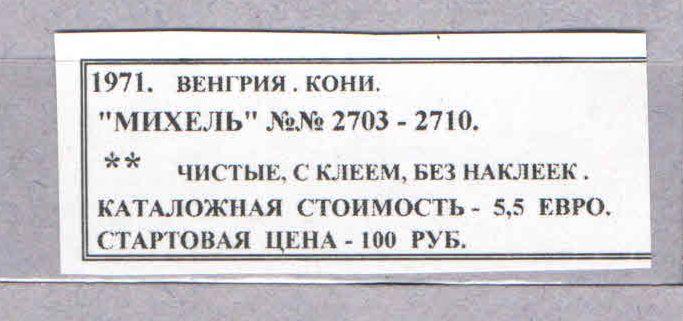 1971. ВЕНГРИЯ . КОНИ.
"МИХЕЛЬ" №№ 2703 - 2710.
** ЧИСТЫЕ, С КЛЕЕМ, БЕЗ НАКЛЕЕК .
КАТАЛОЖНАЯ СТОИМОСТЬ - 5,5 ЕВРО.
СТАРТОВАЯ ЦЕНА - 100 РУБ.